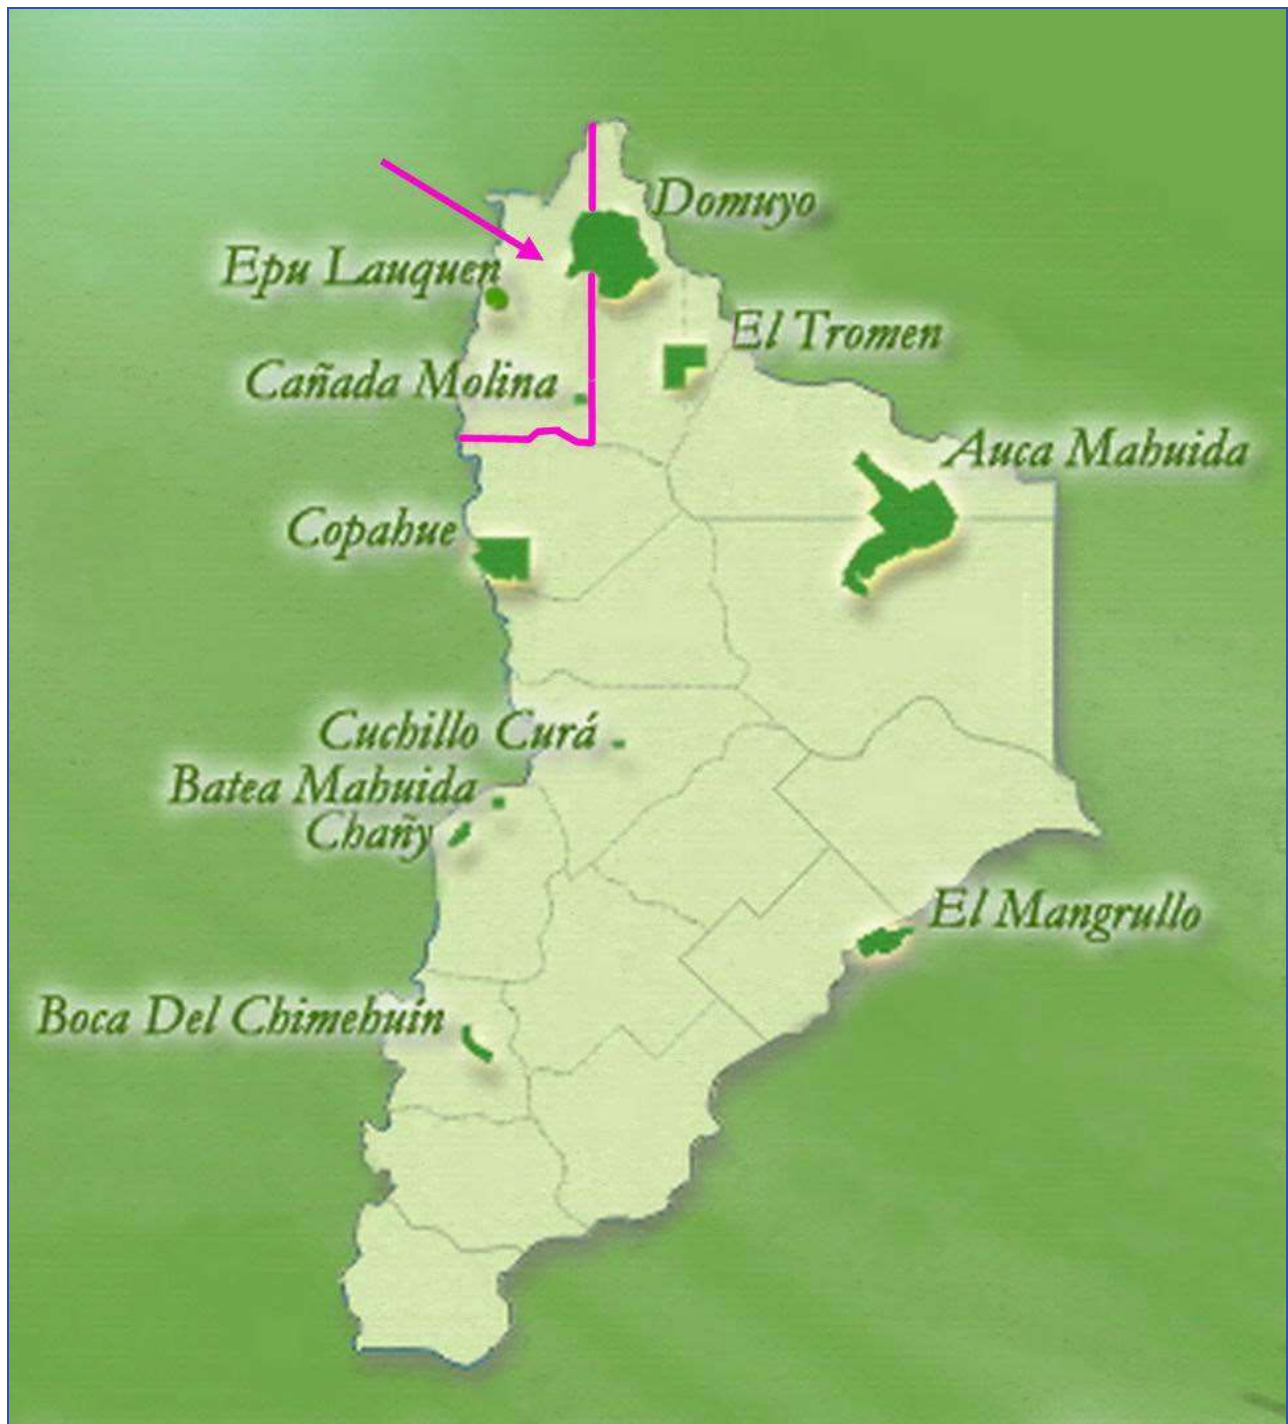 Domuyo
Epu Lauquen
El Tromen
Cañada Molina
Auca Mahuida
Copahue
Cuchillo Curá
Batea Mahuida
Chañy
El Mangrullo
Boca Del Chimehuín